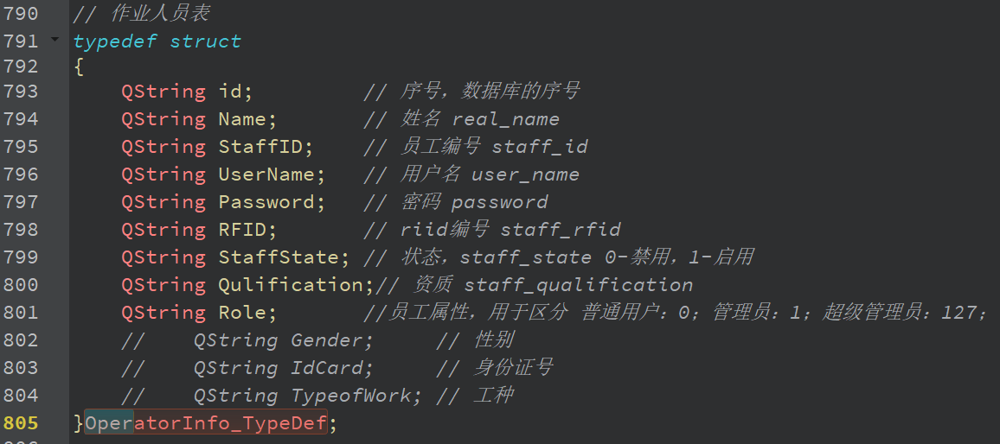 790 // 作业人员表
791 typedef struct
792 {
793 QString id; // 序号，数据库的序号
794 QString Name; // 姓名 real_name
795 QString StaffID; // 员工编号 staff_id
796 QString UserName; // 用户名 user_name
797 QString Password; // 密码 password
798 QString RFID; // riid编号 staff_rfid
799 QString StaffState; // 状态，staff_state 0-禁用，1-启用
800 QString Qulification;// 资质 staff_qualification
801 QString Role; //员工属性，用于区分 普通用户：0；管理员：1；超级管理员：127；
802 // QString Gender; // 性别
803 // QString IdCard; // 身份证号
804 // QString TypeofWork; // 工种
805 }OperatorInfo_TypeDef;